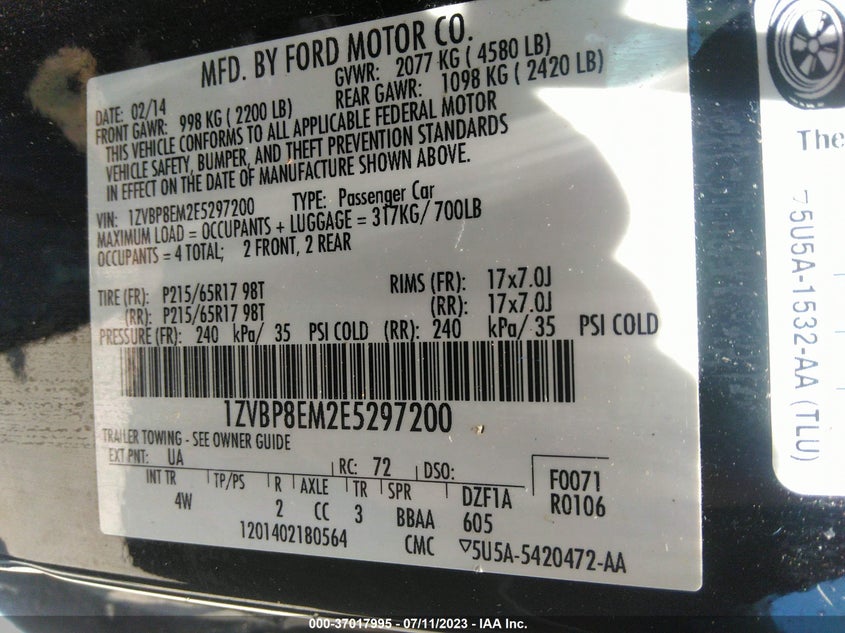 MFD. BY FORD MOTOR CO.
DATE: 02/14 GVWR: 2077 KG ( 4580 LB)
FRONT GAWR: 998 KG ( 2200 LB) REAR GAWR: 1098 KG ( 2420 LB)
THIS VEHICLE CONFORMS TO ALL APPLICABLE FEDERAL MOTOR
VEHICLE SAFETY, BUMPER, AND THEFT PREVENTION STANDARDS
IN EFFECT ON THE DATE OF MANUFACTURE SHOWN ABOVE.
VIN: 1ZVBP8EM2E5297200 TYPE: Passenger Car
MAXIMUM LOAD = OCCUPANTS + LUGGAGE = 317KG/ 700LB
OCCUPANTS = 4 TOTAL; 2 FRONT, 2 REAR
TIRE (FR): P215/65R17 98T RIMS (FR): 17x7.0J
(RR): P215/65R17 98T (RR): 17x7.0J
PRESSURE (FR): 240 kPa/ 35 PSI COLD (RR): 240 kPa/ 35 PSI COLD
1ZVBP8EM2E5297200
TRAILER TOWING - SEE OWNER GUIDE
EXT PNT: UA RC: 72 DSO: F0071
INT TR TP/PS R AXLE TR SPR DZF1A R0106
4W 2 CC 3 BBAA 605
1201402180564 CMC ▽5U5A-5420472-AA
The
75U5A-1532-AA (TLU)
000-37017995 - 07/11/2023 - IAA Inc.